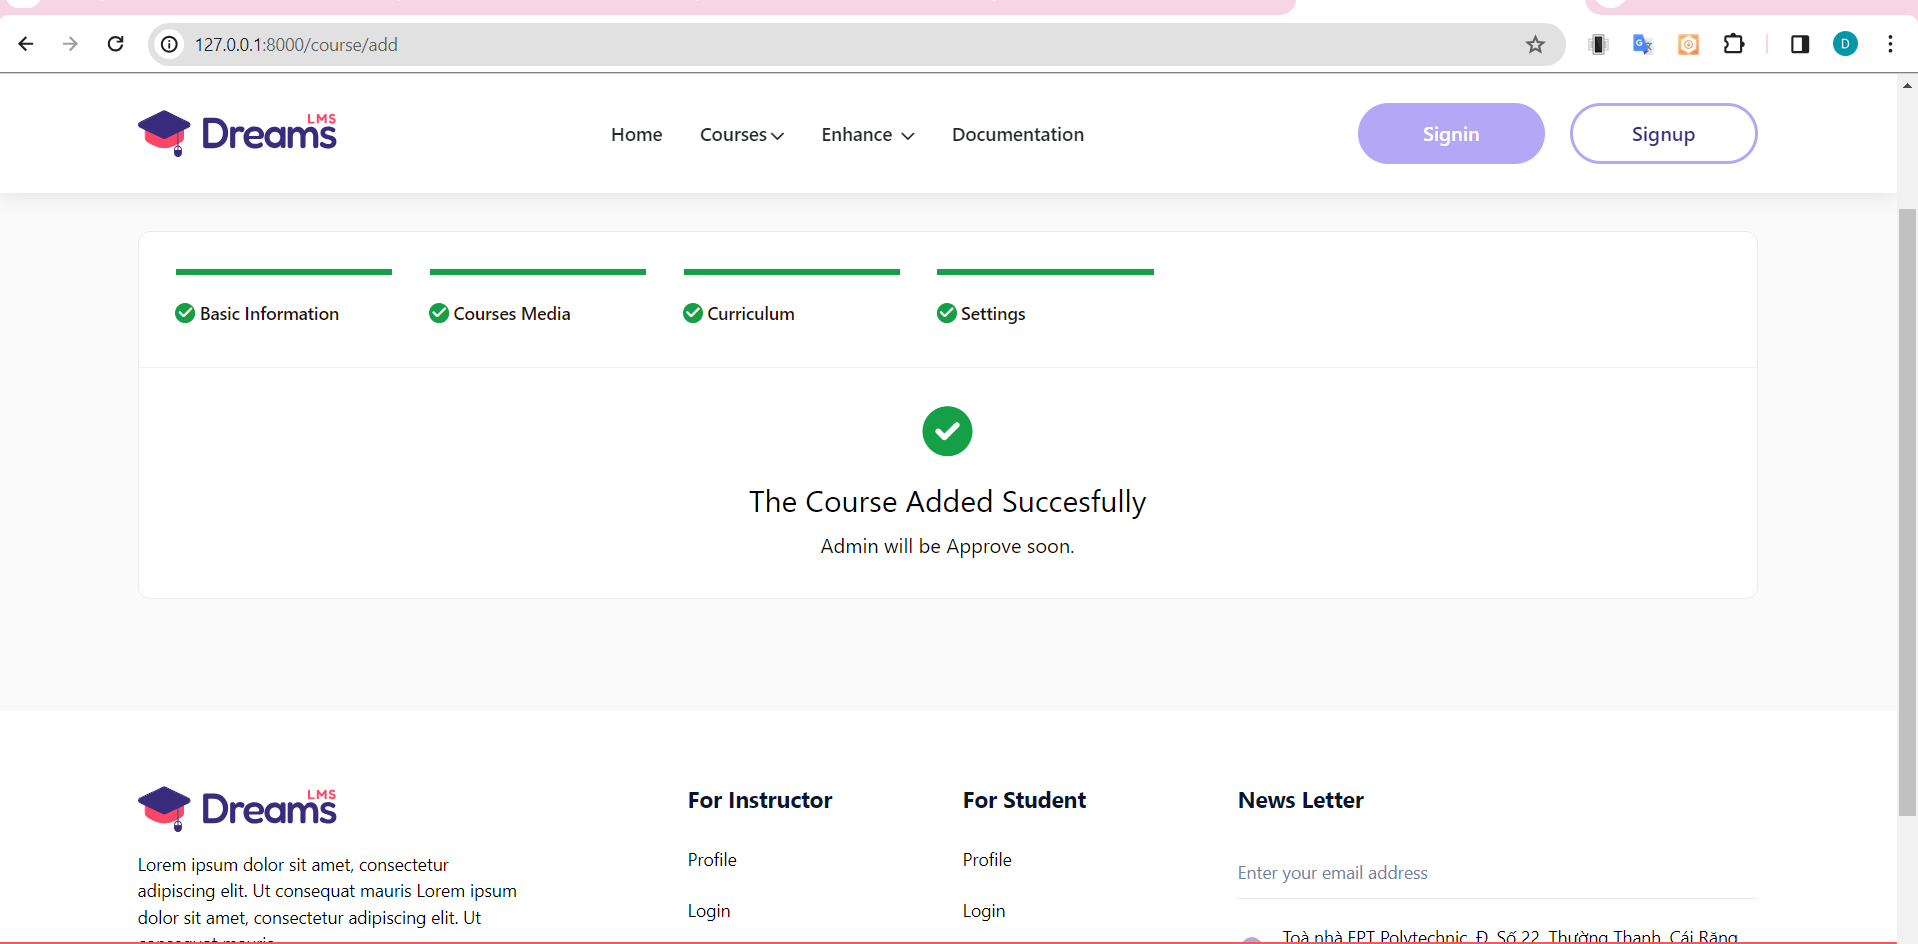 127.0.0.1:8000/course/add
D
Dreams LMS
Home Courses Enhance Documentation
Signin Signup
Basic Information Courses Media Curriculum Settings
The Course Added Succesfully
Admin will be Approve soon.
Dreams LMS
Lorem ipsum dolor sit amet, consectetur
adipiscing elit. Ut consequat mauris Lorem ipsum
dolor sit amet, consectetur adipiscing elit. Ut
consequat mauris
For Instructor
Profile
Login
For Student
Profile
Login
News Letter
Enter your email address
Toà nhà FPT Polytechnic, Đ. Số 22, Thường Thạnh, Cái Răng,